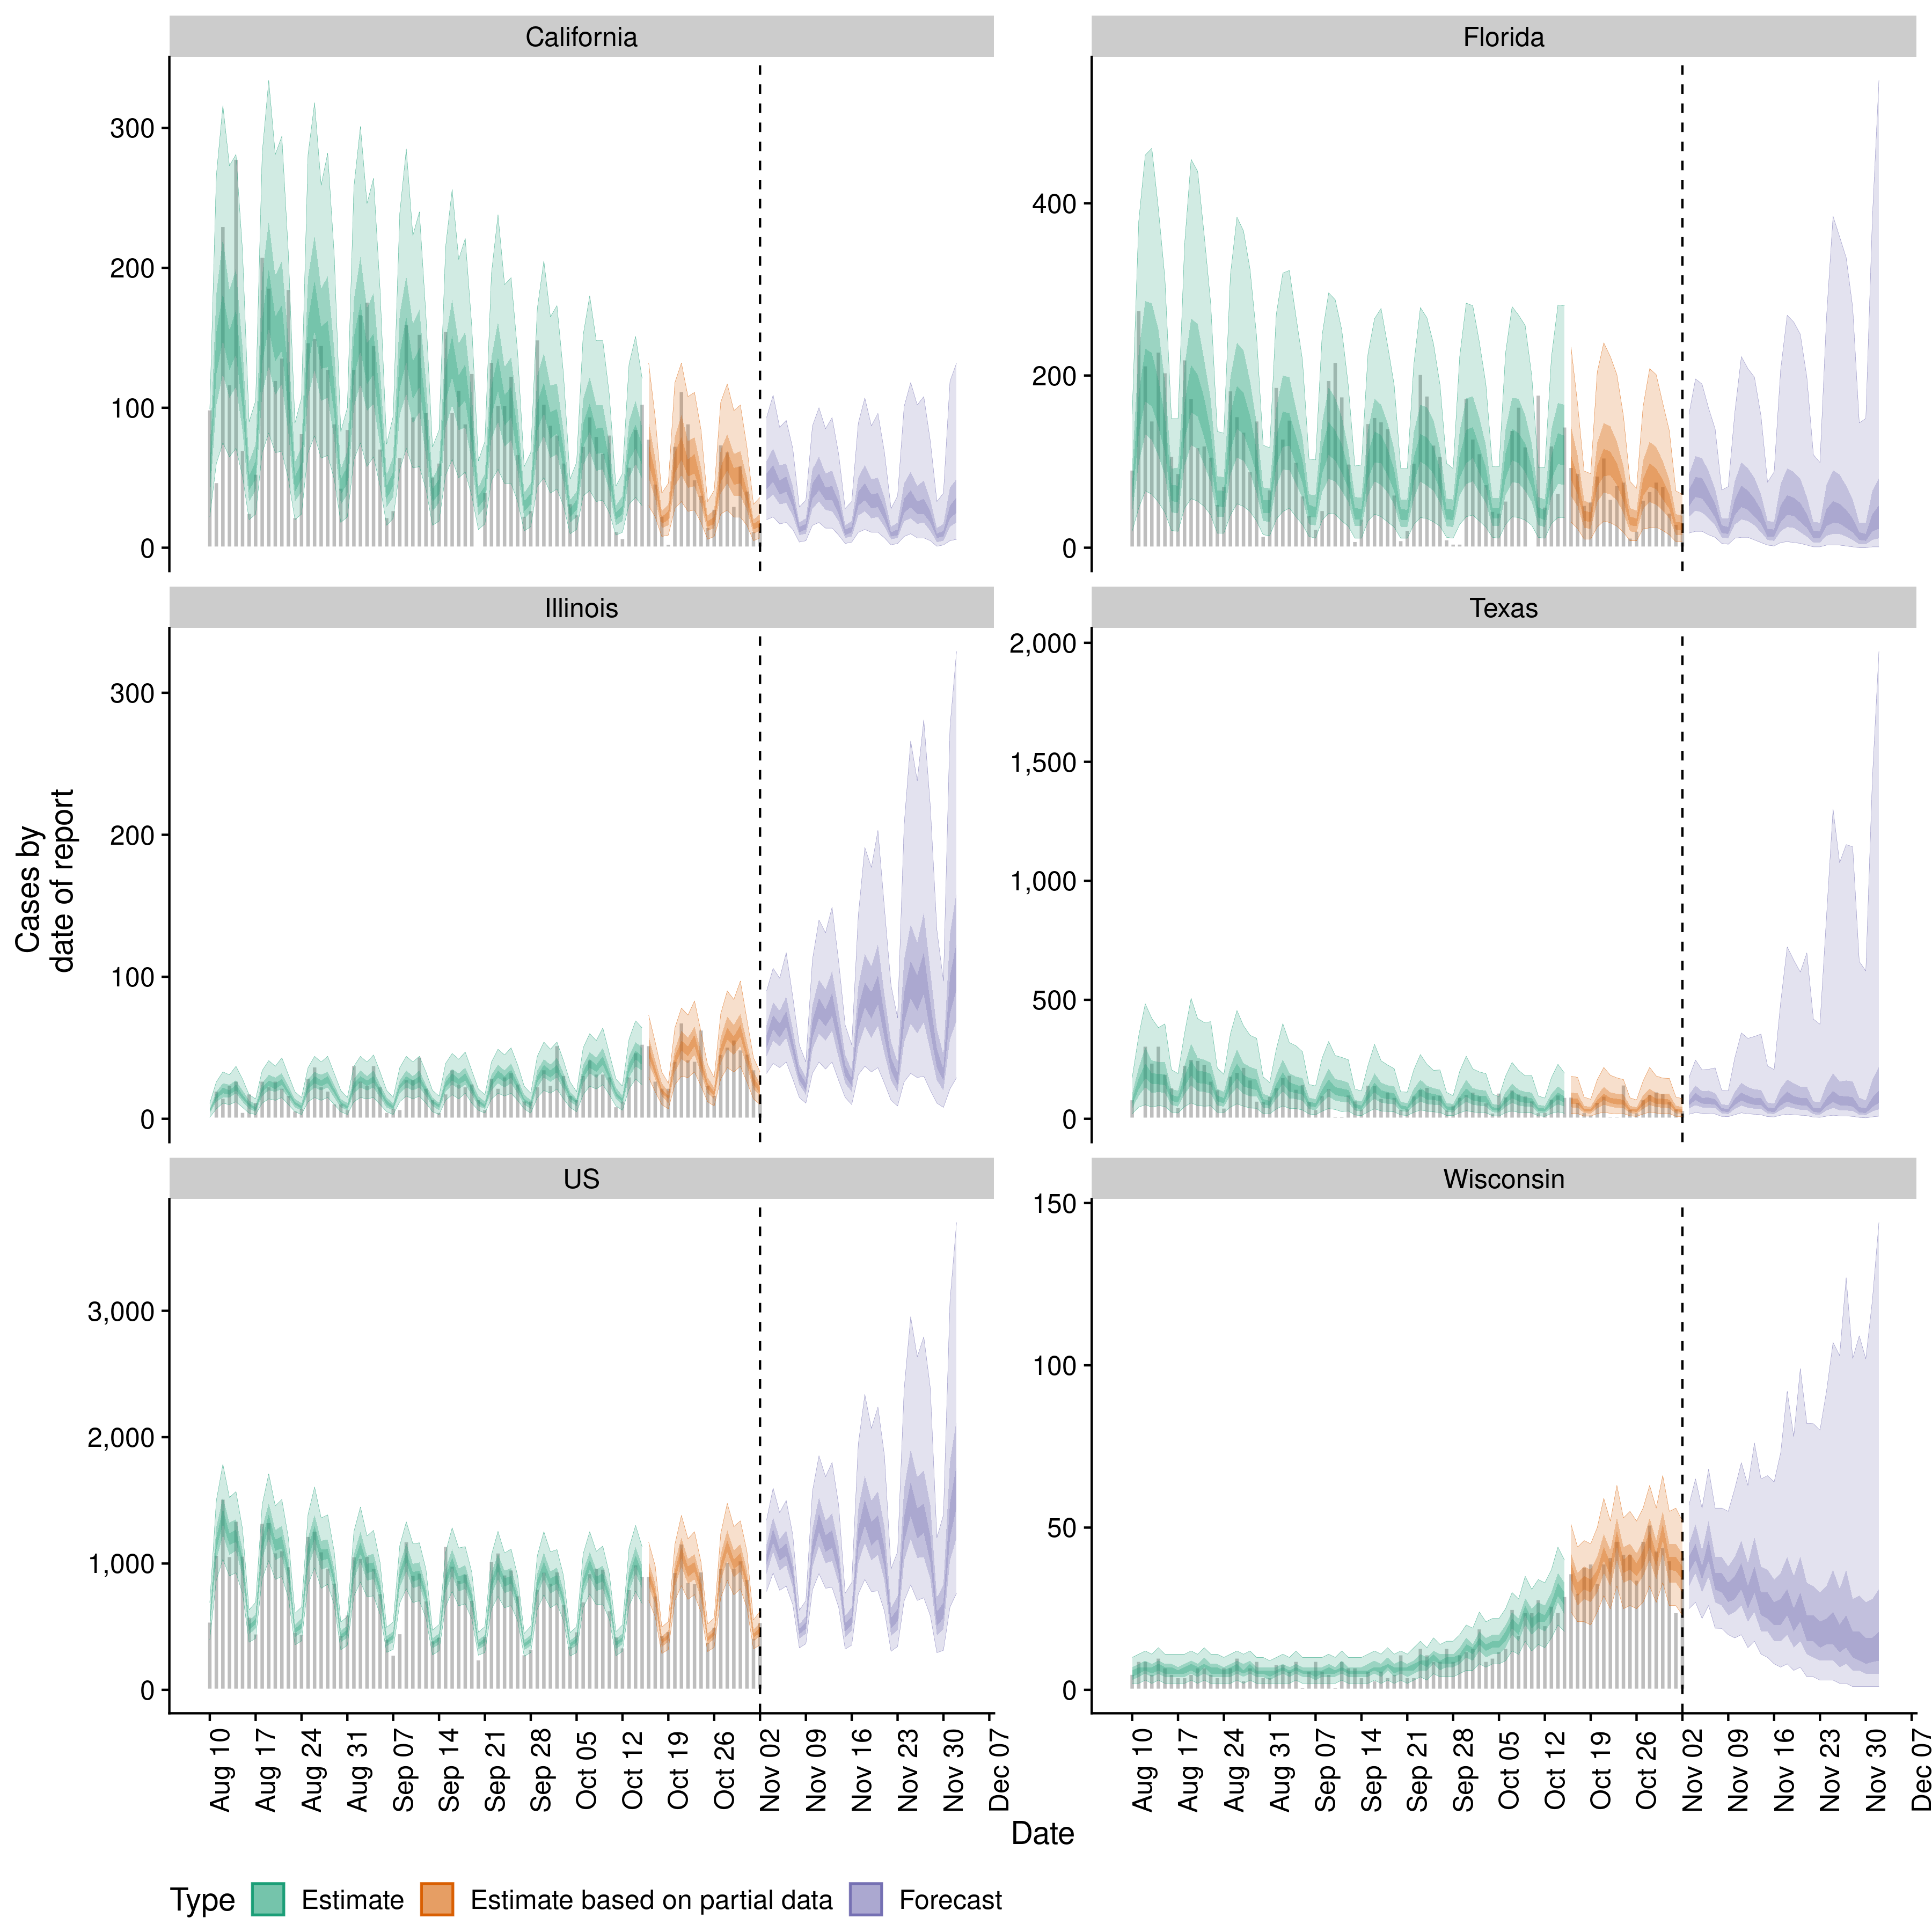 California
Florida
300
200
100
0
400
200
0
Illinois
Texas
300
200
100
0
2,000
1,500
1,000
500
0
US
Wisconsin
3,000
2,000
1,000
0
150
100
50
0
Cases by
date of report
Aug 10
Aug 17
Aug 24
Aug 31
Sep 07
Sep 14
Sep 21
Sep 28
Oct 05
Oct 12
Oct 19
Oct 26
Nov 02
Nov 09
Nov 16
Nov 23
Nov 30
Dec 07
Aug 10
Aug 17
Aug 24
Aug 31
Sep 07
Sep 14
Sep 21
Sep 28
Oct 05
Oct 12
Oct 19
Oct 26
Nov 02
Nov 09
Nov 16
Nov 23
Nov 30
Dec 07
Date
Type Estimate Estimate based on partial data Forecast